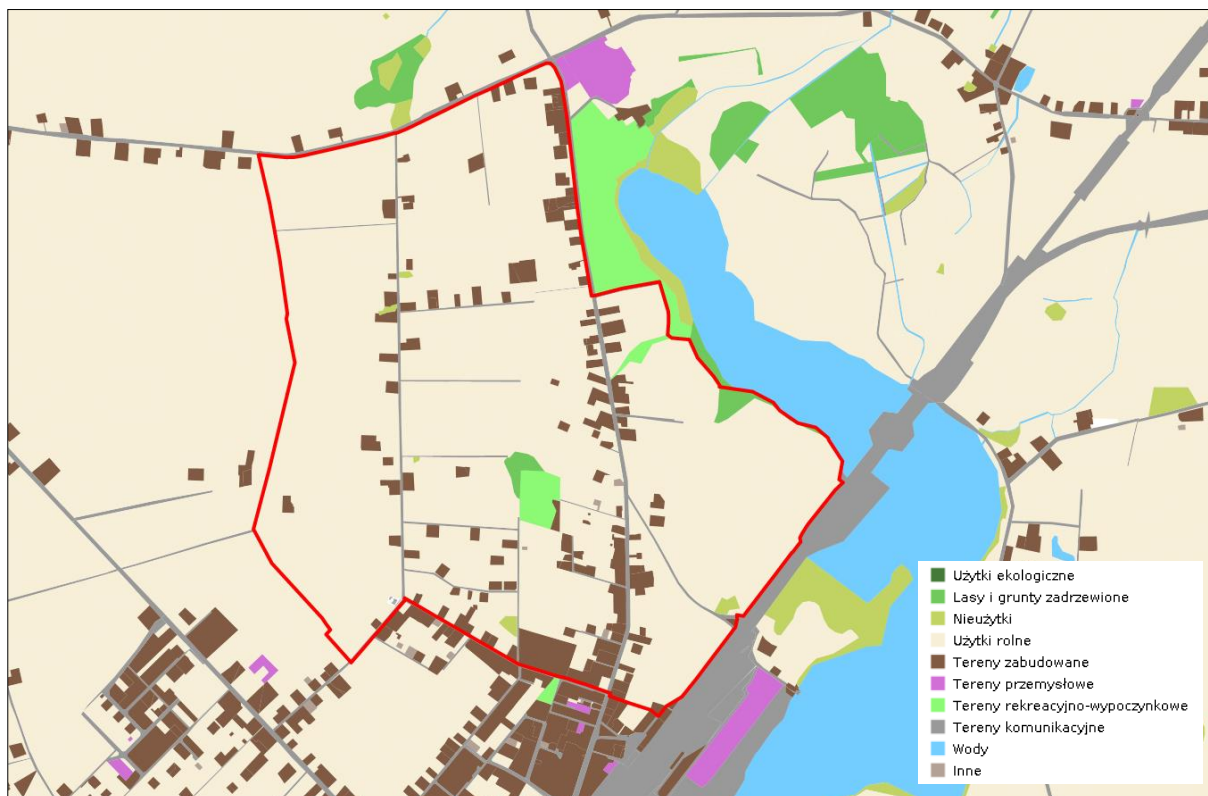 Użytki ekologiczne
Lasy i grunty zadrzewione
Nieużytki
Użytki rolne
Tereny zabudowane
Tereny przemysłowe
Tereny rekreacyjno-wypoczynkowe
Tereny komunikacyjne
Wody
Inne